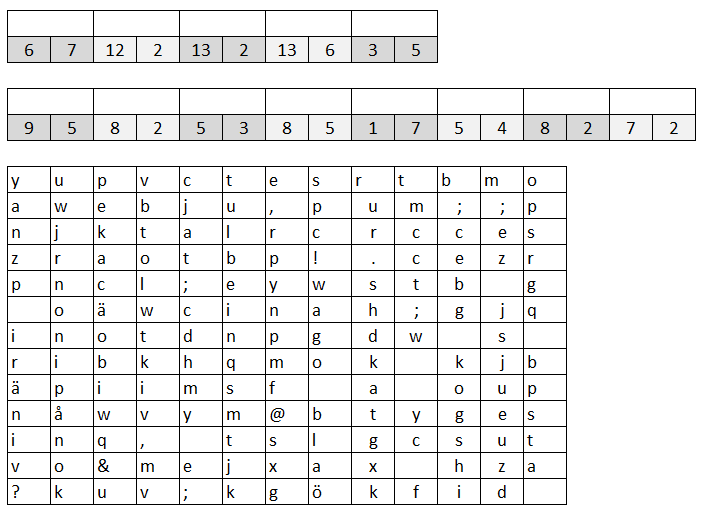 6 7 12 2 13 2 13 6 3 5
9 5 8 2 5 3 8 5 1 7 5 4 8 2 7 2
y u p v c t e s r t b m o
a w e b j u , p u m ; ; p
n j k t a l r c r c c e s
z r a o t b p ! . c e z r
p n c l ; e y w s t b g
o ä w c i n a h ; g j q
i n o t d n p g d w s
r i b k h q m o k k j b
ä p i i m s f a o u p
n å w v y m @ b t y g e s
i n q , t s l g c s u t
v o & m e j x a x h z a
? k u v ; k g ö k f i d